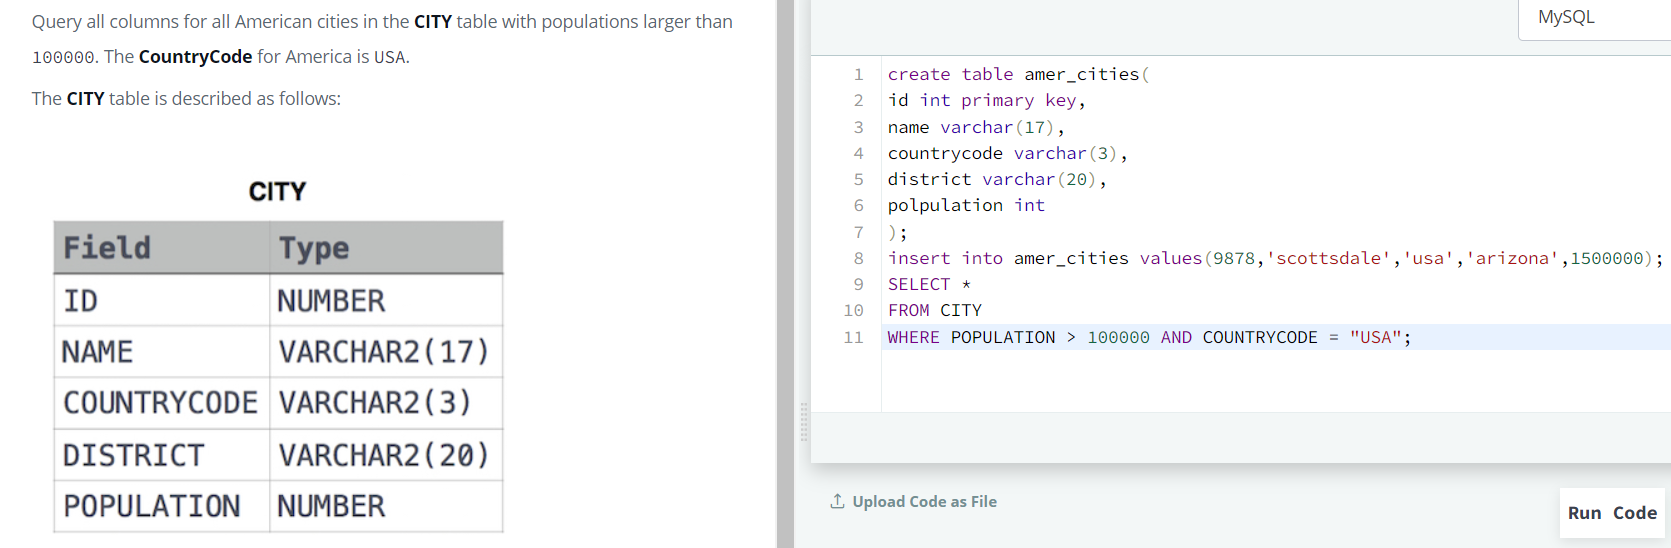 Query all columns for all American cities in the CITY table with populations larger than
100000. The CountryCode for America is USA.
The CITY table is described as follows:
CITY
Field Type
ID NUMBER
NAME VARCHAR2(17)
COUNTRYCODE VARCHAR2(3)
DISTRICT VARCHAR2(20)
POPULATION NUMBER
MySQL
1 create table amer_cities(
2 id int primary key,
3 name varchar(17),
4 countrycode varchar(3),
5 district varchar(20),
6 polpulation int
7 );
8 insert into amer_cities values(9878,'scottsdale','usa','arizona',1500000);
9 SELECT *
10 FROM CITY
11 WHERE POPULATION > 100000 AND COUNTRYCODE = "USA";
Upload Code as File
Run Code